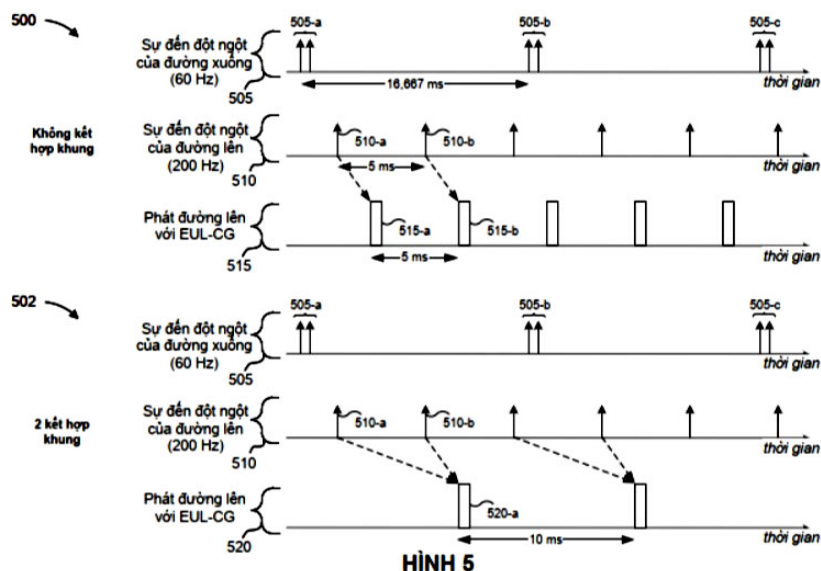 500
505-a
505-b
505-c
Sự đến đột ngột
của đường xuống
(60 Hz)
505
16,667 ms
thời gian
Không kết
hợp khung
Sự đến đột ngột
của đường lên
(200 Hz)
510
510-a
510-b
5 ms
thời gian
Phát đường lên
với EUL-CG
515
515-a
515-b
5 ms
thời gian
502
505-a
505-b
505-c
Sự đến đột ngột
của đường xuống
(60 Hz)
505
thời gian
2 kết hợp
khung
Sự đến đột ngột
của đường lên
(200 Hz)
510
510-a
510-b
thời gian
Phát đường lên
với EUL-CG
520
520-a
10 ms
thời gian
HÌNH 5